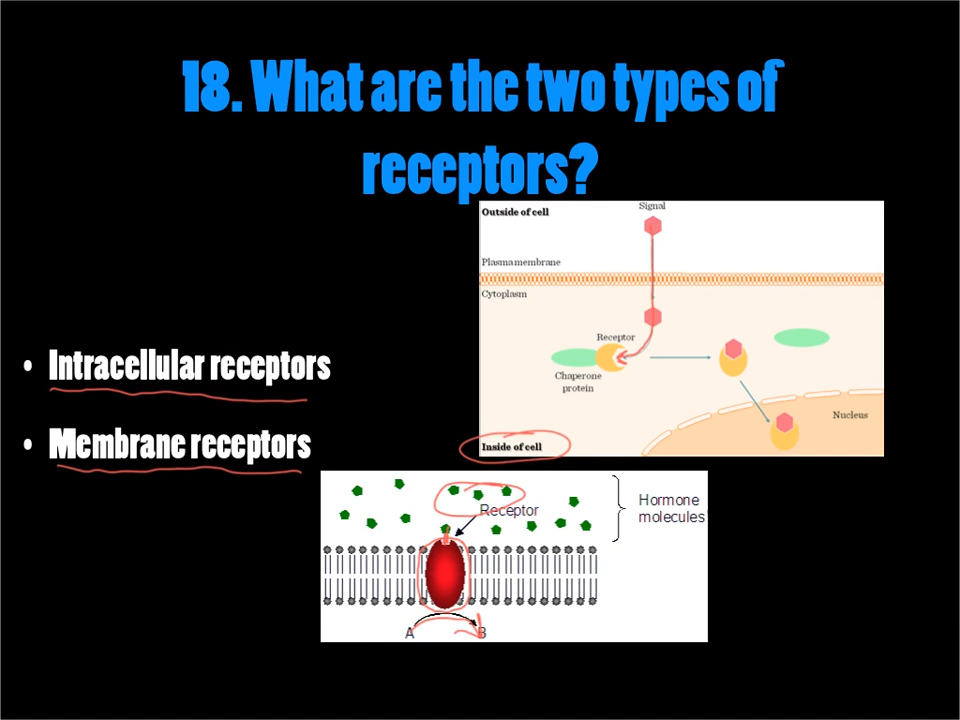 18. What are the two types of
receptors?
• Intracellular receptors
• Membrane receptors
Outside of cell
Signal
Plasma membrane
Cytoplasm
Receptor
Chaperone
protein
Nucleus
Inside of cell
Receptor
Hormone
molecules
A
B